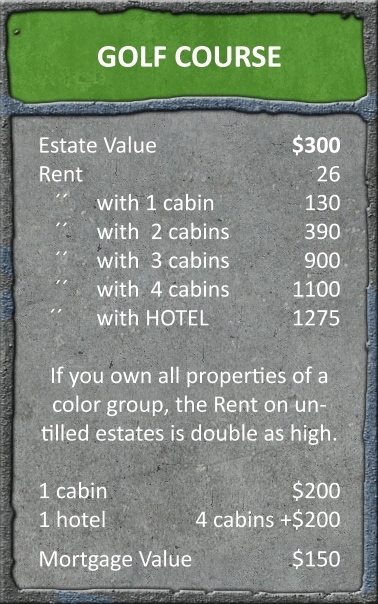 GOLF COURSE
Estate Value $300
Rent 26
´´ with 1 cabin 130
´´ with 2 cabins 390
´´ with 3 cabins 900
´´ with 4 cabins 1100
´´ with HOTEL 1275
If you own all properties of a
color group, the Rent on un-
tilled estates is double as high.
1 cabin $200
1 hotel 4 cabins +$200
Mortgage Value $150